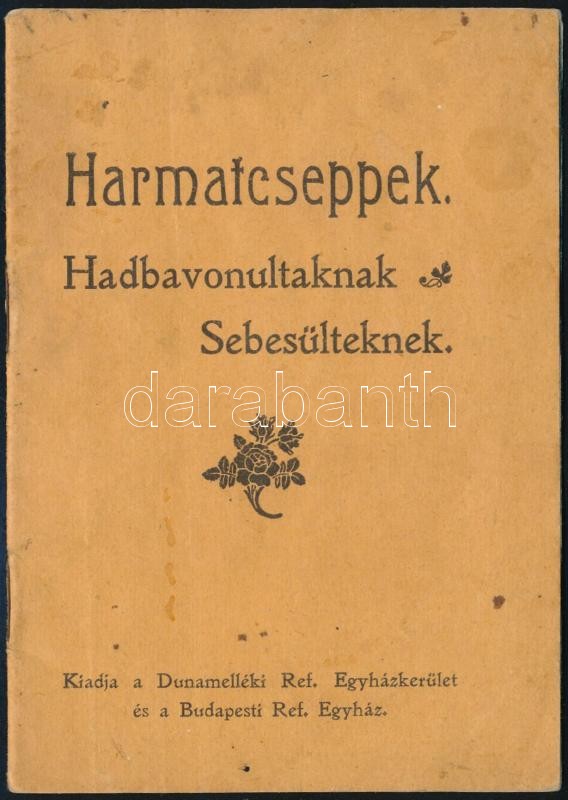 Harmatcseppek.
Hadbavonultaknak
Sebesülteknek.
darabanth
Kiadja a Dunamelléki Ref. Egyházkerület
és a Budapesti Ref. Egyház.